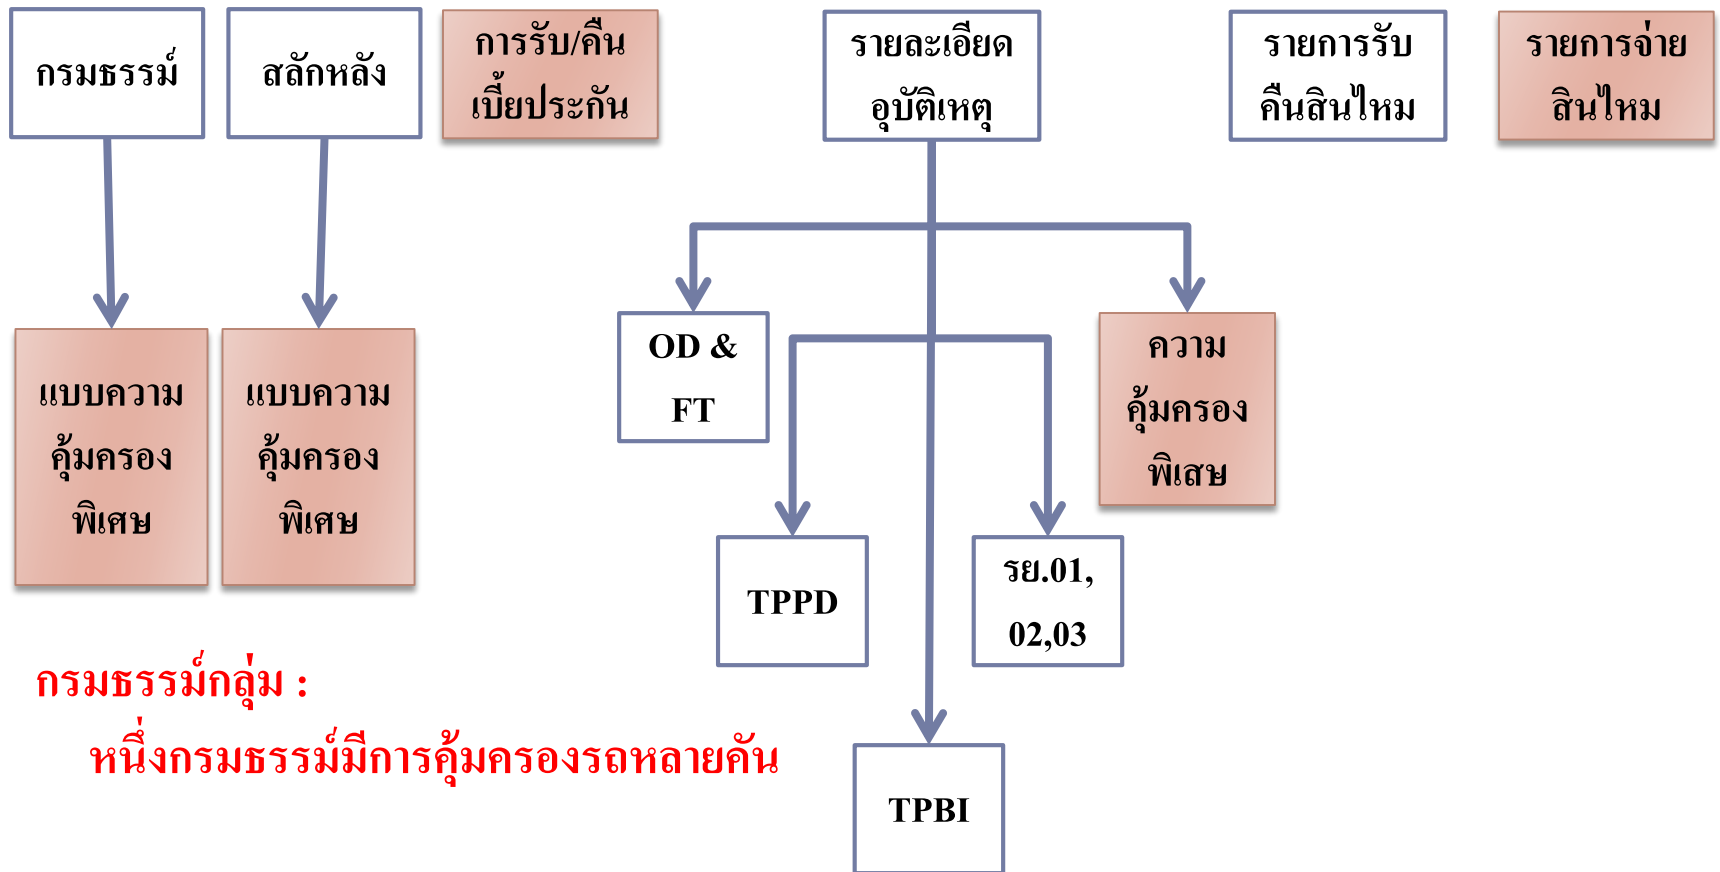 กรมธรรม์
สลักหลัง
การรับ/คืน
เบี้ยประกัน
รายละเอียด
อุบัติเหตุ
รายการรับ
คืนสินไหม
รายการจ่าย
สินไหม
แบบความ
คุ้มครอง
พิเศษ
แบบความ
คุ้มครอง
พิเศษ
OD &
FT
ความ
คุ้มครอง
พิเสษ
TPPD
รย.01,
02,03
TPBI
กรมธรรม์กลุ่ม :
หนึ่งกรมธรรม์มีการคุ้มครองรถหลายคัน